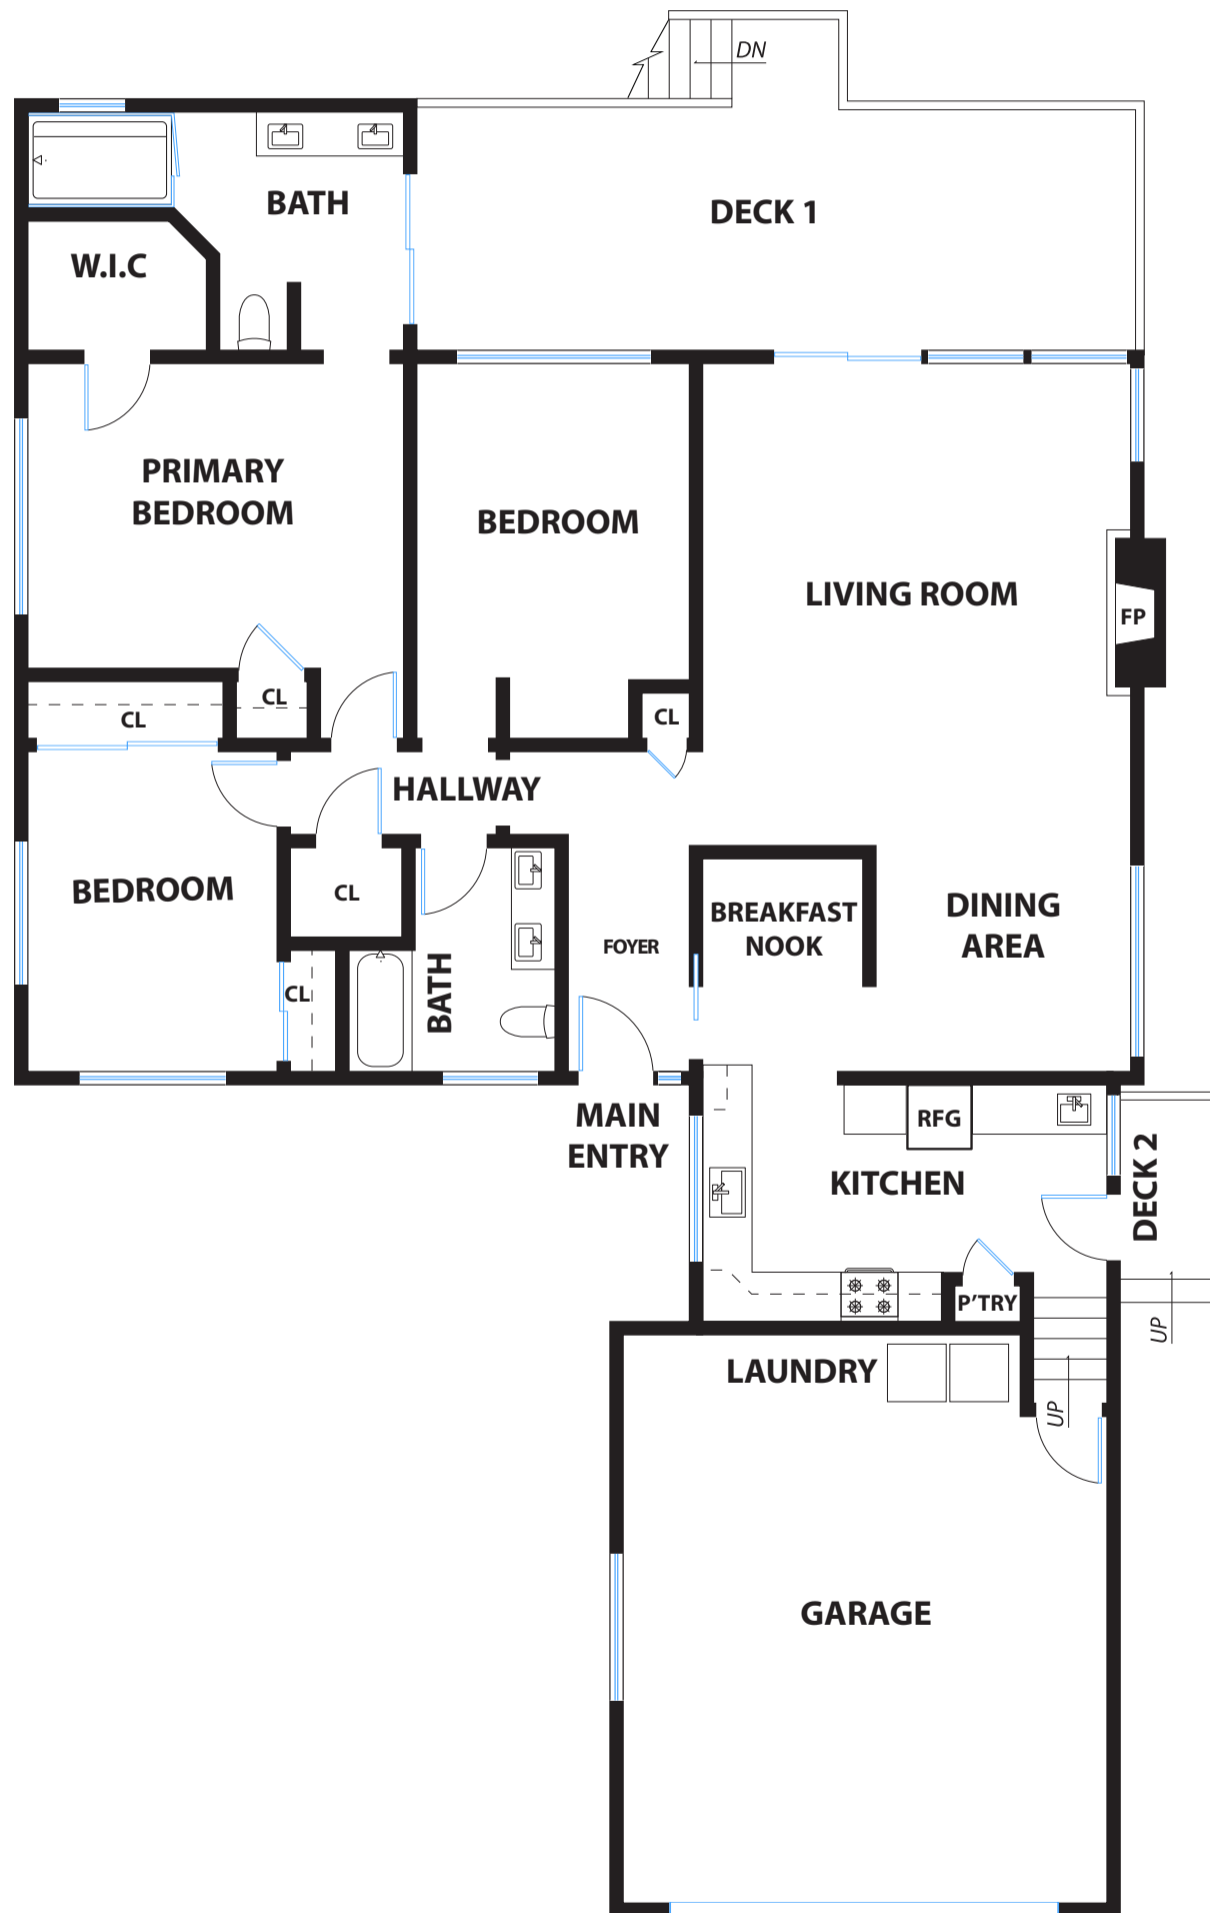 DN
BATH
DECK 1
W.I.C
PRIMARY
BEDROOM
BEDROOM
LIVING ROOM
FP
CL
CL
CL
HALLWAY
BEDROOM
CL
BREAKFAST
NOOK
DINING
AREA
FOYER
CL
BATH
MAIN
ENTRY
RFG
KITCHEN
DECK 2
P'TRY
UP
LAUNDRY
UP
GARAGE